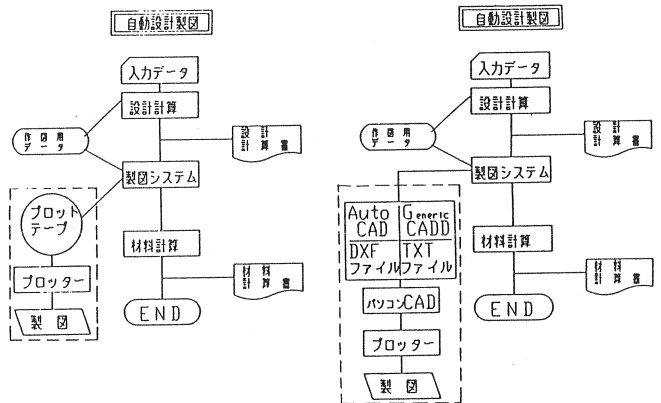 自動設計製図
入力データ
設計計算
作図用
データ
設計
計算書
製図システム
プロット
テープ
材料計算
プロッター
材料
計算書
END
製図
自動設計製図
入力データ
設計計算
作図用
データ
設計
計算書
製図システム
Auto
CAD
DXF
ファイル
Generic
CADD
TXT
ファイル
材料計算
材料
計算書
パソコンCAD
END
プロッター
製図